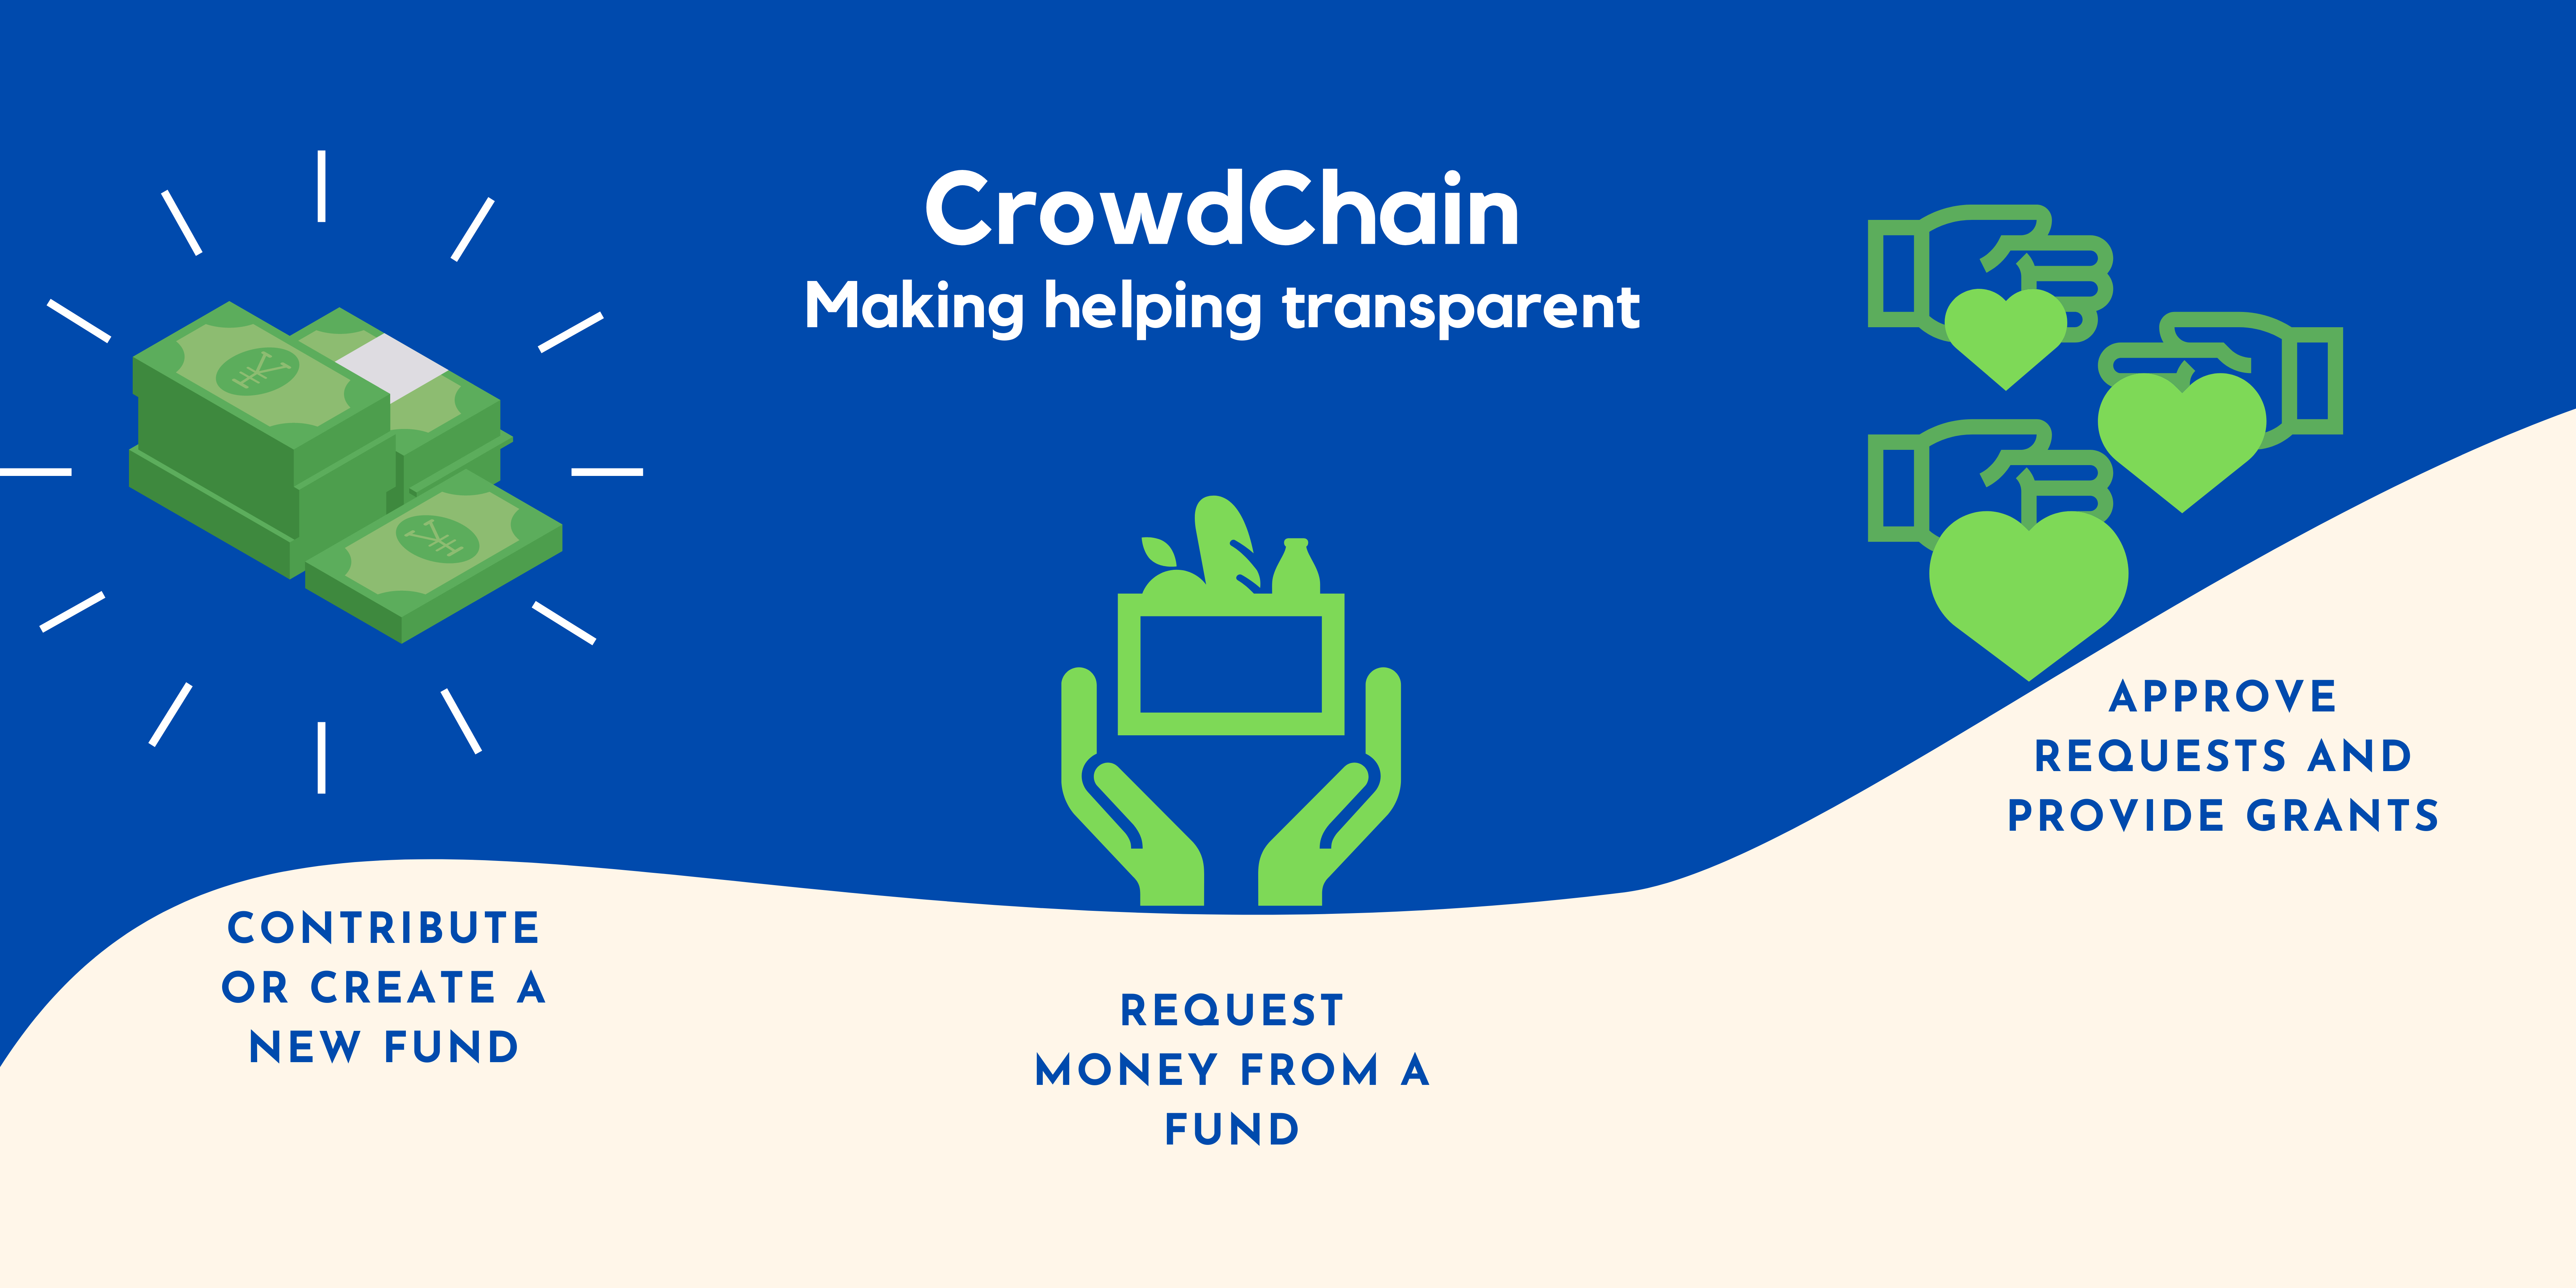 CrowdChain
Making helping transparent
CONTRIBUTE
OR CREATE A
NEW FUND
REQUEST
MONEY FROM A
FUND
APPROVE
REQUESTS AND
PROVIDE GRANTS